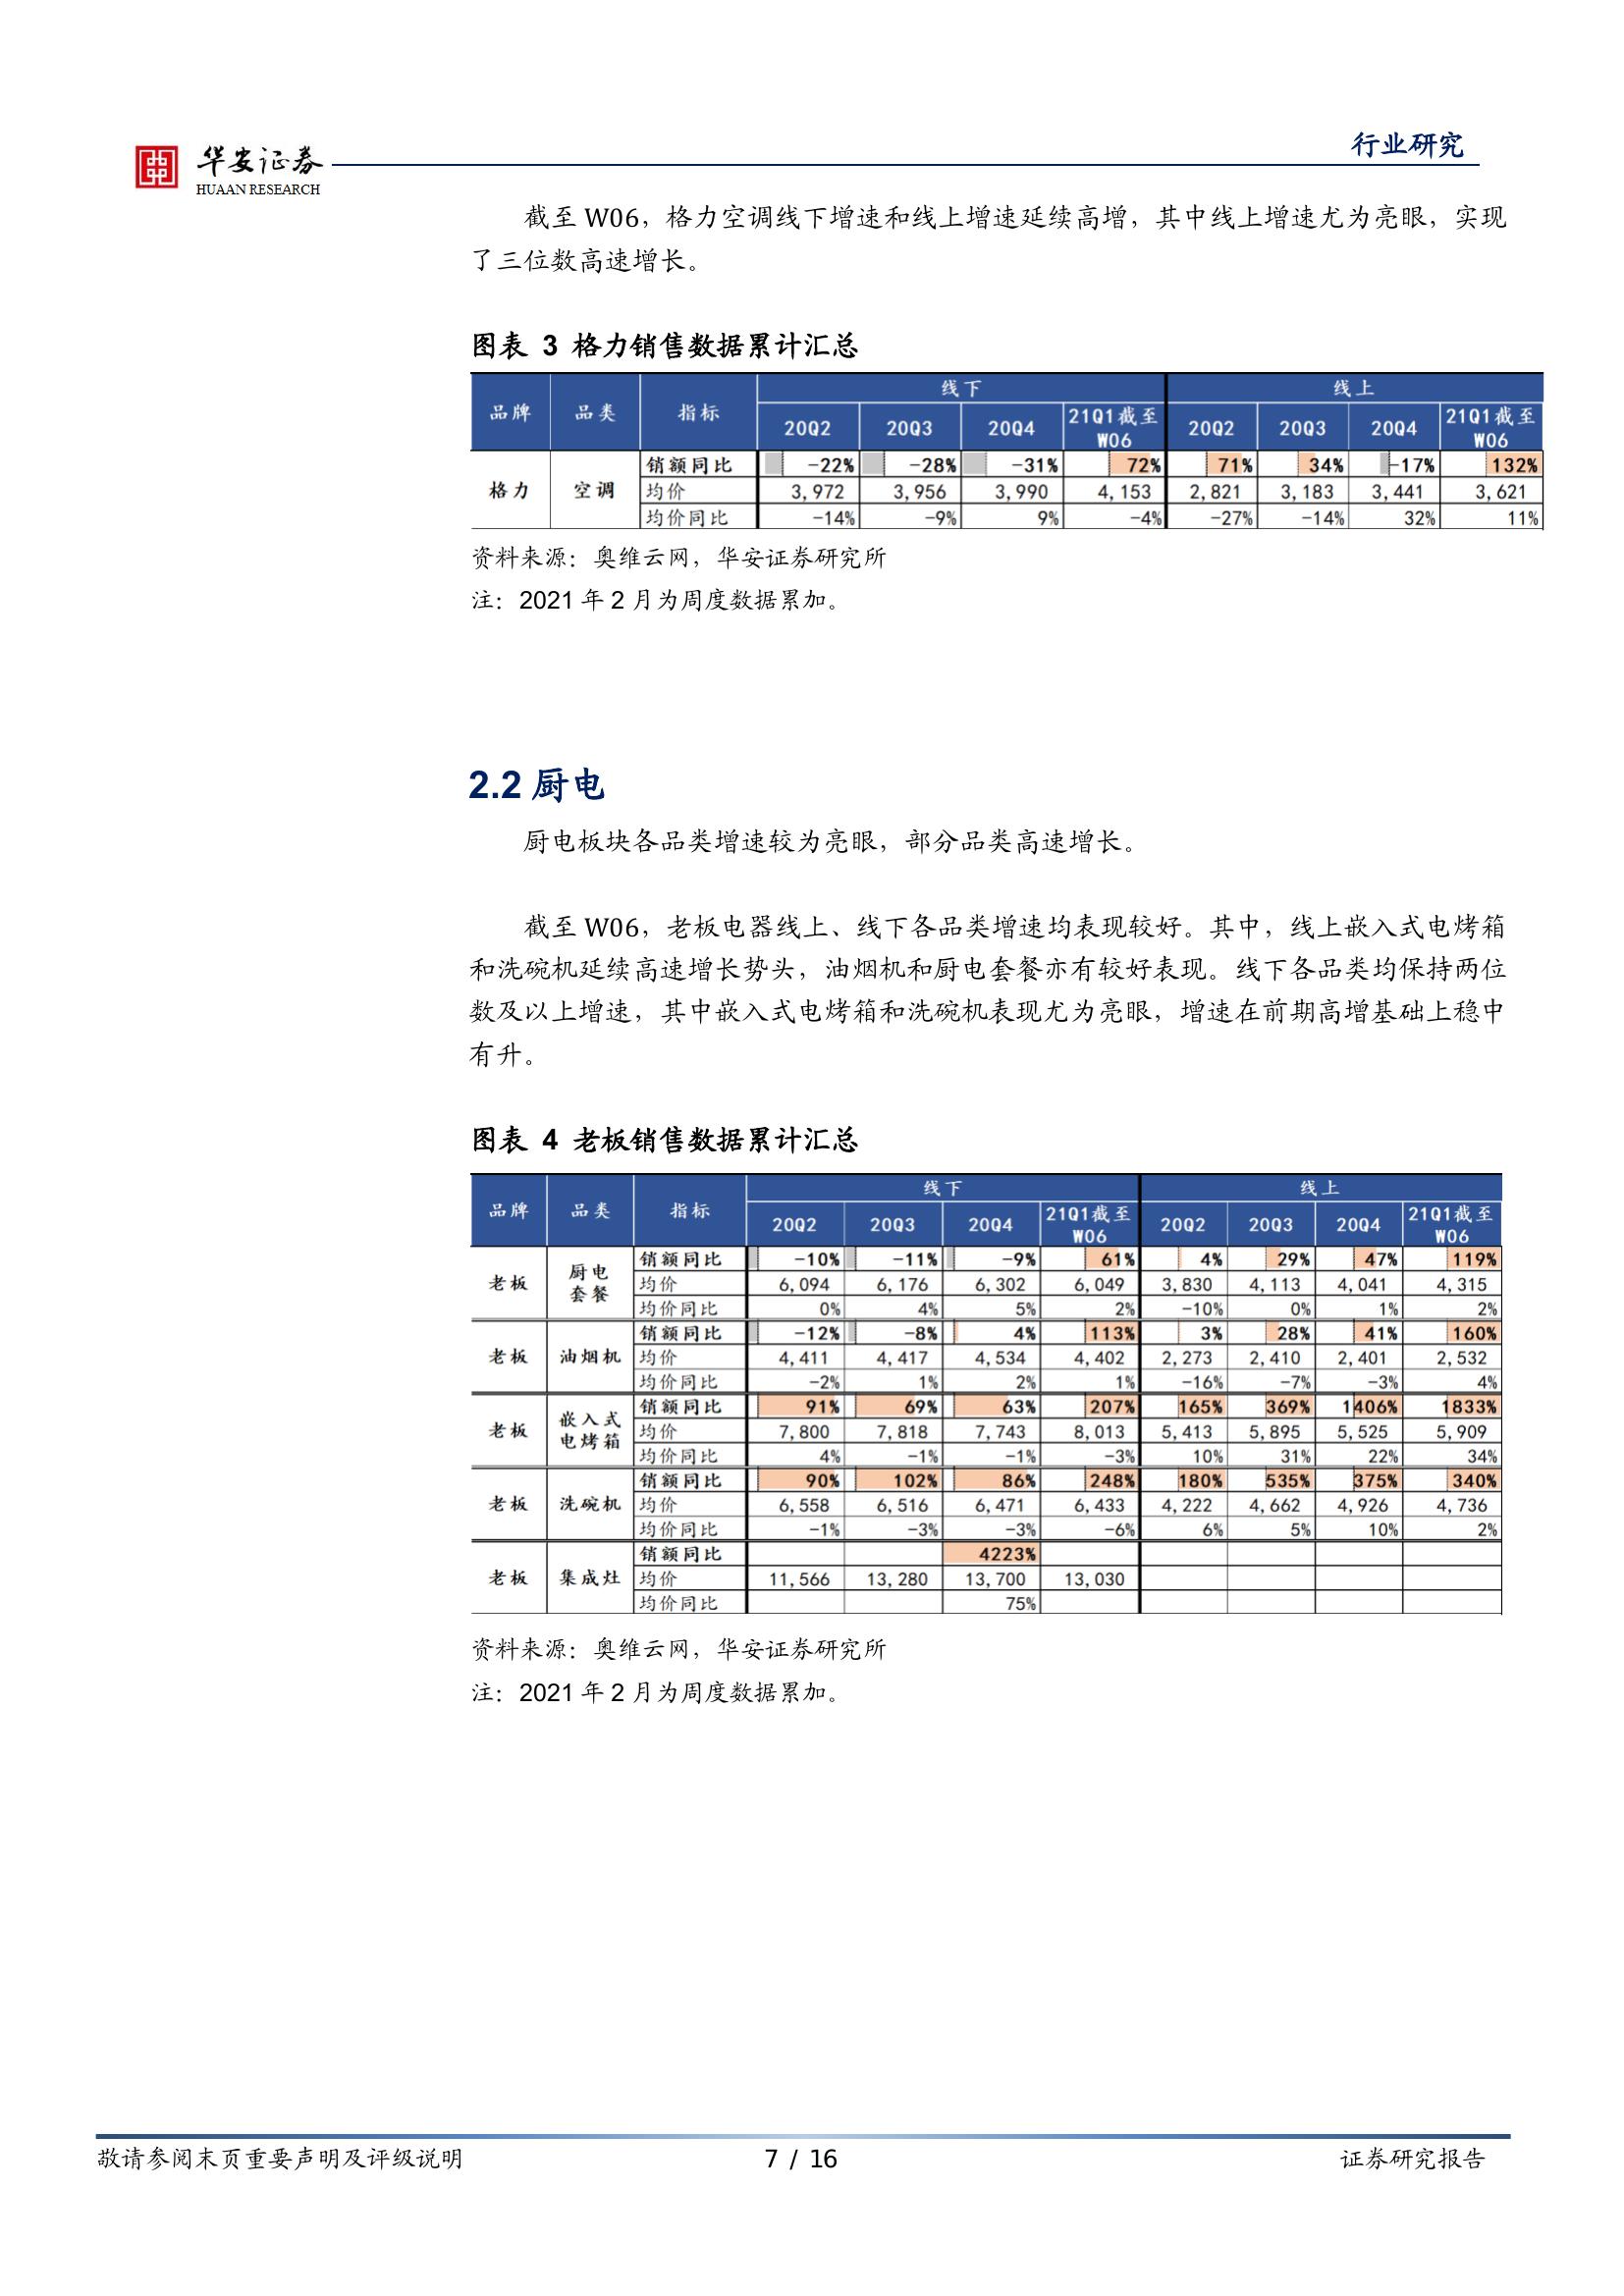 华安证券
HUAAN RESEARCH
行业研究
截至 W06，格力空调线下增速和线上增速延续高增，其中线上增速尤为亮眼，实现
了三位数高速增长。
图表 3 格力销售数据累计汇总
品牌 品类 指标 线下 线上
20Q2 20Q3 20Q4 21Q1截至W06 20Q2 20Q3 20Q4 21Q1截至W06
格力 空调
销额同比 -22% -28% -31% 72% 71% 34% -17% 132%
均价 3,972 3,956 3,990 4,153 2,821 3,183 3,441 3,621
均价同比 -14% -9% 9% -4% -27% -14% 32% 11%
资料来源：奥维云网，华安证券研究所
注：2021 年 2 月为周度数据累加。
2.2 厨电
厨电板块各品类增速较为亮眼，部分品类高速增长。
截至 W06，老板电器线上、线下各品类增速均表现较好。其中，线上嵌入式电烤箱
和洗碗机延续高速增长势头，油烟机和厨电套餐亦有较好表现。线下各品类均保持两位
数及以上增速，其中嵌入式电烤箱和洗碗机表现尤为亮眼，增速在前期高增基础上稳中
有升。
图表 4 老板销售数据累计汇总
品牌 品类 指标 线下 线上
20Q2 20Q3 20Q4 21Q1截至W06 20Q2 20Q3 20Q4 21Q1截至W06
老板 厨电套餐
销额同比 -10% -11% -9% 61% 4% 29% 47% 119%
均价 6,094 6,176 6,302 6,049 3,830 4,113 4,041 4,315
均价同比 0% 4% 5% 2% -10% 0% 1% 2%
老板 油烟机
销额同比 -12% -8% 4% 113% 3% 28% 41% 160%
均价 4,411 4,417 4,534 4,402 2,273 2,410 2,401 2,532
均价同比 -2% 1% 2% 1% -16% -7% -3% 4%
老板 嵌入式电烤箱
销额同比 91% 69% 63% 207% 165% 369% 1406% 1833%
均价 7,800 7,818 7,743 8,013 5,413 5,895 5,525 5,909
均价同比 4% -1% -1% -3% 10% 31% 22% 34%
老板 洗碗机
销额同比 90% 102% 86% 248% 180% 535% 375% 340%
均价 6,558 6,516 6,471 6,433 4,222 4,662 4,926 4,736
均价同比 -1% -3% -3% -6% 6% 5% 10% 2%
老板 集成灶
销额同比 4223%
均价 11,566 13,280 13,700 13,030
均价同比 75%
资料来源：奥维云网，华安证券研究所
注：2021 年 2 月为周度数据累加。
敬请参阅末页重要声明及评级说明 7 / 16 证券研究报告